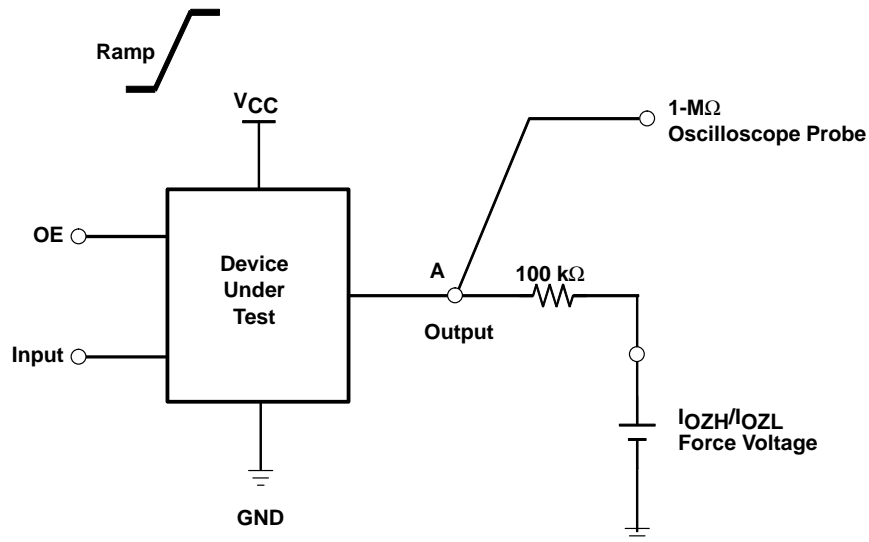 Ramp
VCC
1-MΩ
Oscilloscope Probe
OE
Device
Under
Test
A
100 kΩ
Output
Input
IOZH/IOZL
Force Voltage
GND